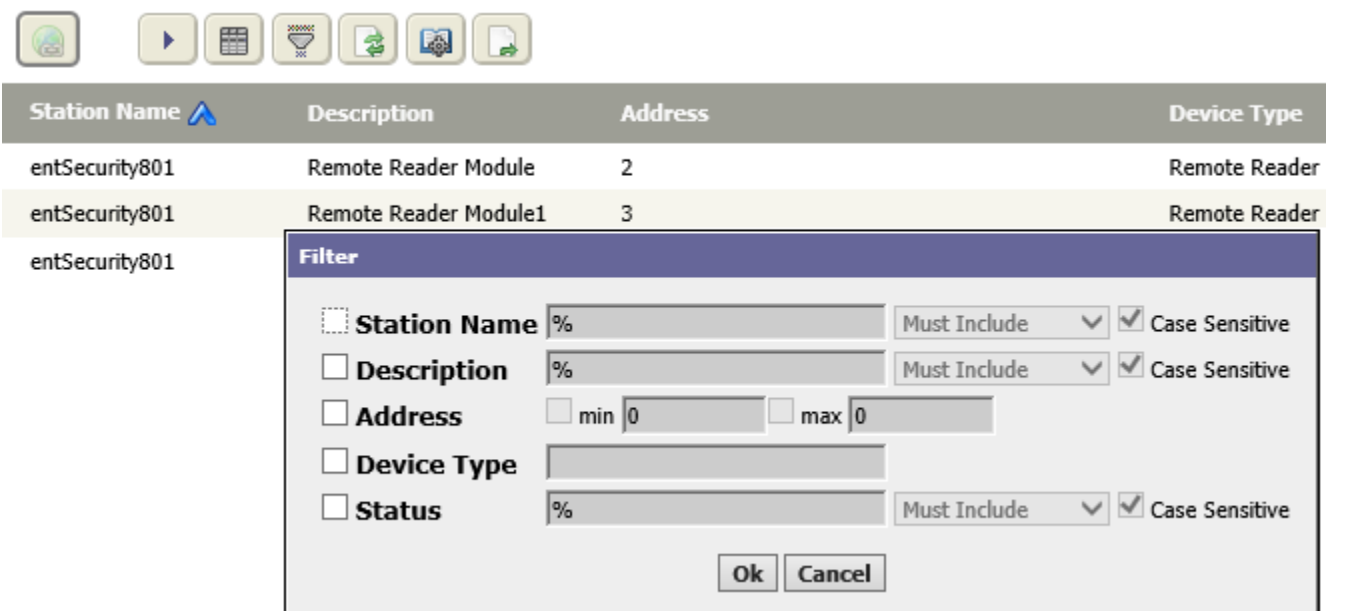 Station Name Description Address Device Type
entSecurity801 Remote Reader Module 2 Remote Reader
entSecurity801 Remote Reader Module1 3 Remote Reader
entSecurity801
Filter
Station Name % Must Include Case Sensitive
Description % Must Include Case Sensitive
Address min 0 max 0
Device Type
Status % Must Include Case Sensitive
Ok Cancel